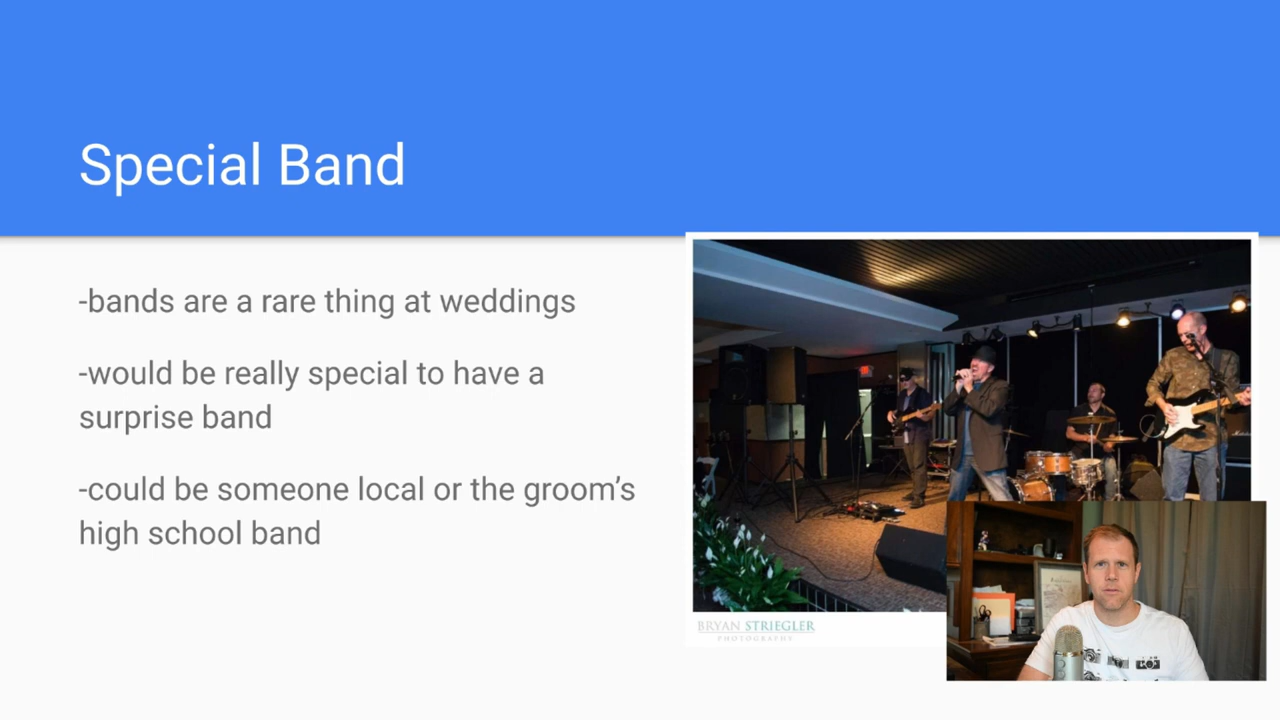 Special Band
-bands are a rare thing at weddings
-would be really special to have a
surprise band
-could be someone local or the groom’s
high school band
BRYAN STRIEGLER
PHOTOGRAPHY